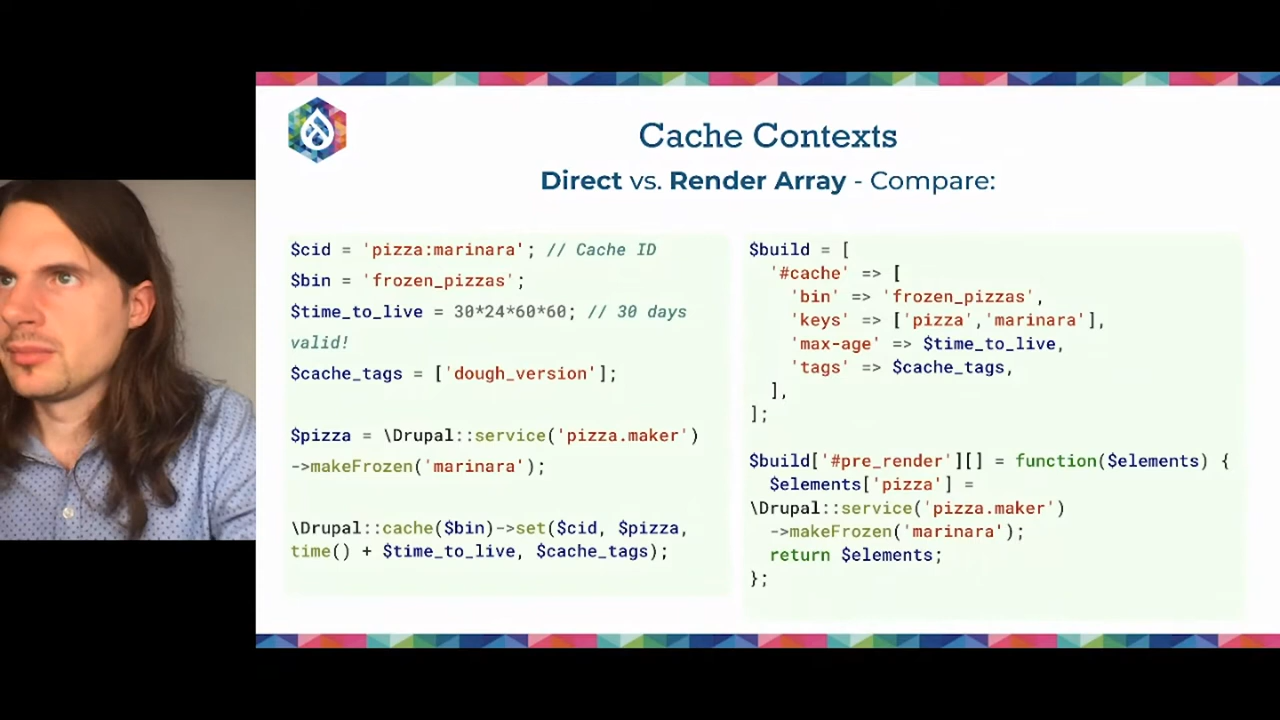 Cache Contexts
Direct vs. Render Array - Compare:
$cid = 'pizza:marinara'; // Cache ID
$bin = 'frozen_pizzas';
$time_to_live = 30*24*60*60; // 30 days
valid!
$cache_tags = ['dough_version'];
$pizza = \Drupal::service('pizza.maker')
->makeFrozen('marinara');
\Drupal::cache($bin)->set($cid, $pizza,
time() + $time_to_live, $cache_tags);
$build = [
'#cache' => [
'bin' => 'frozen_pizzas',
'keys' => ['pizza','marinara'],
'max-age' => $time_to_live,
'tags' => $cache_tags,
],
];
$build['#pre_render'][] = function($elements) {
$elements['pizza'] =
\Drupal::service('pizza.maker')
->makeFrozen('marinara');
return $elements;
};